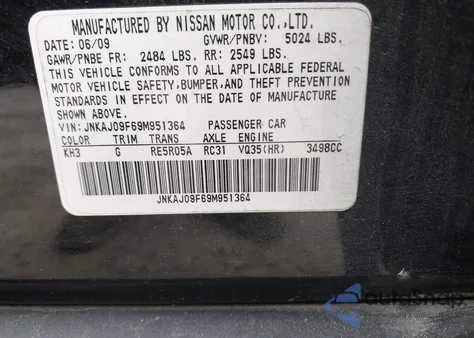 MANUFACTURED BY NISSAN MOTOR CO.,LTD.
DATE: 06/09 GVWR/PNBV: 5024 LBS.
GAWR/PNBE FR: 2484 LBS. RR: 2549 LBS.
THIS VEHICLE CONFORMS TO ALL APPLICABLE FEDERAL
MOTOR VEHICLE SAFETY,BUMPER,AND THEFT PREVENTION
STANDARDS IN EFFECT ON THE DATE OF MANUFACTURE
SHOWN ABOVE.
VIN: JNKAJ09F69M951364 PASSENGER CAR
COLOR TRIM TRANS AXLE ENGINE
KH3 G RE5R05A RC31 VQ35(HR) 3498CC
JNKAJ09F69M951364
autosnap